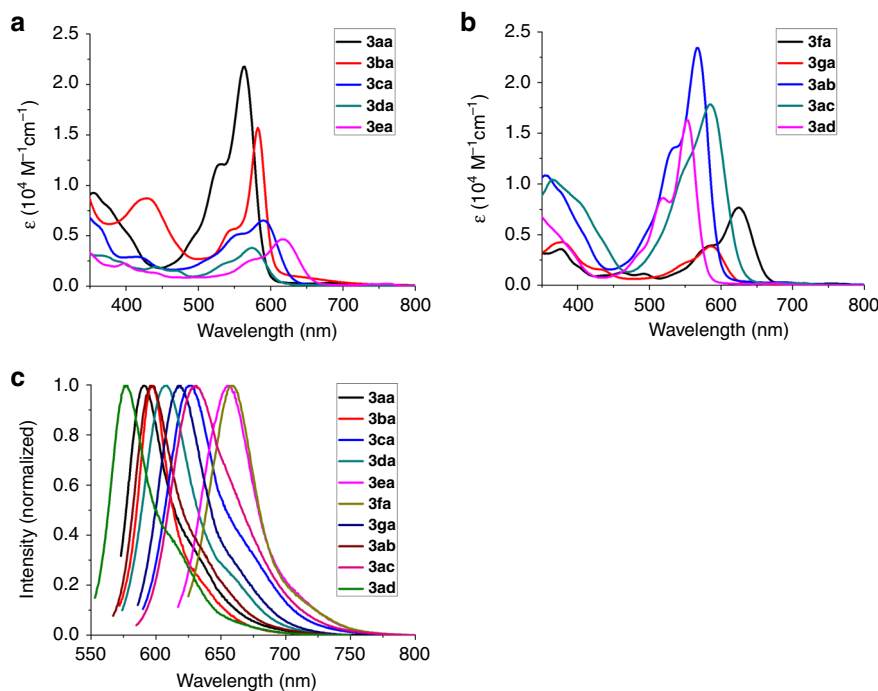 a
ε (10⁴ M⁻¹cm⁻¹)
2.5
2.0
1.5
1.0
0.5
0.0
400 500 600 700 800
Wavelength (nm)
3aa
3ba
3ca
3da
3ea
b
ε (10⁴ M⁻¹cm⁻¹)
2.5
2.0
1.5
1.0
0.5
0.0
400 500 600 700 800
Wavelength (nm)
3fa
3ga
3ab
3ac
3ad
c
Intensity (normalized)
1.0
0.8
0.6
0.4
0.2
0.0
550 600 650 700 750 800
Wavelength (nm)
3aa
3ba
3ca
3da
3ea
3fa
3ga
3ab
3ac
3ad